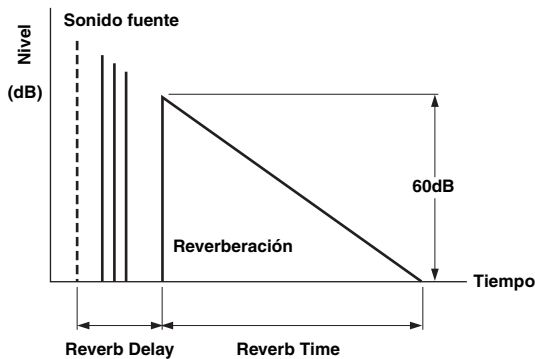 Sonido fuente
Nivel
(dB)
60dB
Reverberación
Tiempo
Reverb Delay
Reverb Time